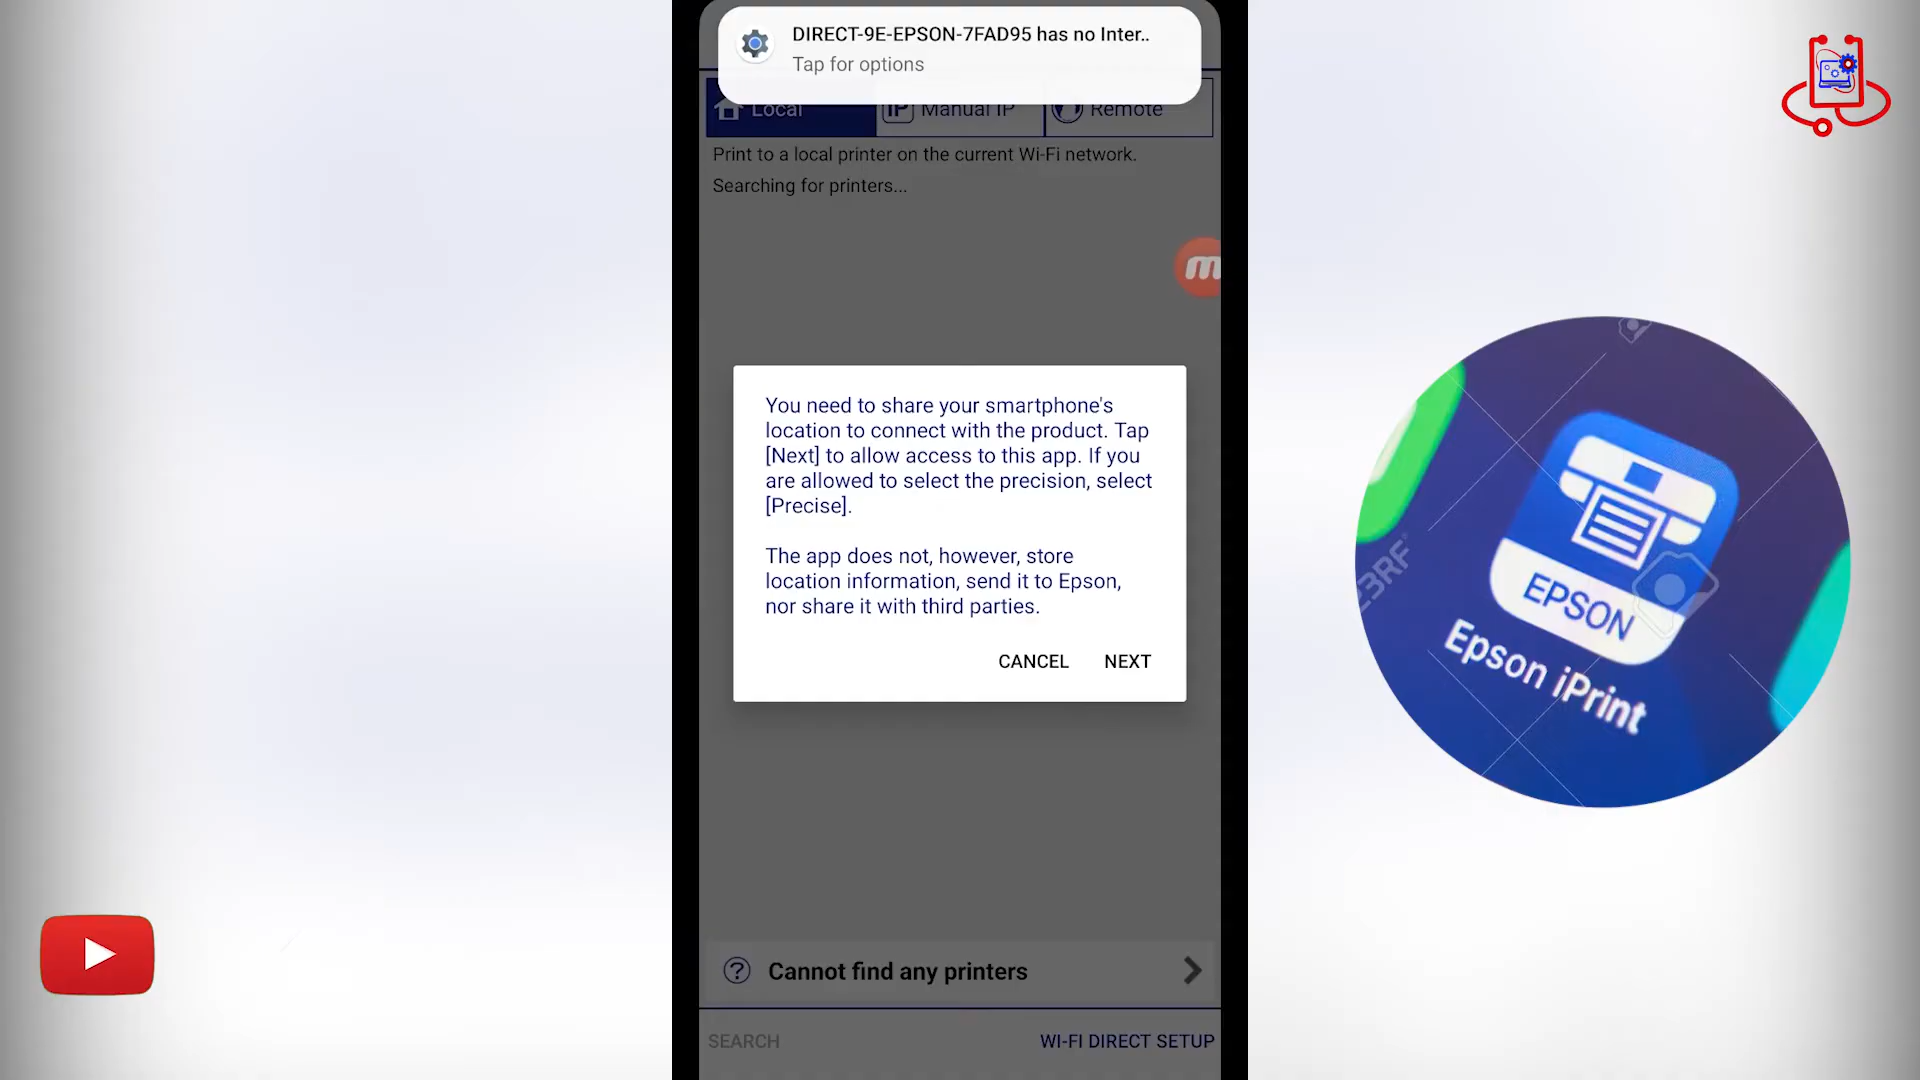 DIRECT-9E-EPSON-7FAD95 has no Inter..
Tap for options
Local
Manual IP
Remote
Print to a local printer on the current Wi-Fi network.
Searching for printers...
You need to share your smartphone's
location to connect with the product. Tap
[Next] to allow access to this app. If you
are allowed to select the precision, select
[Precise].
The app does not, however, store
location information, send it to Epson,
nor share it with third parties.
CANCEL
NEXT
Cannot find any printers
SEARCH
WI-FI DIRECT SETUP
EPSON
Epson iPrint
23RF